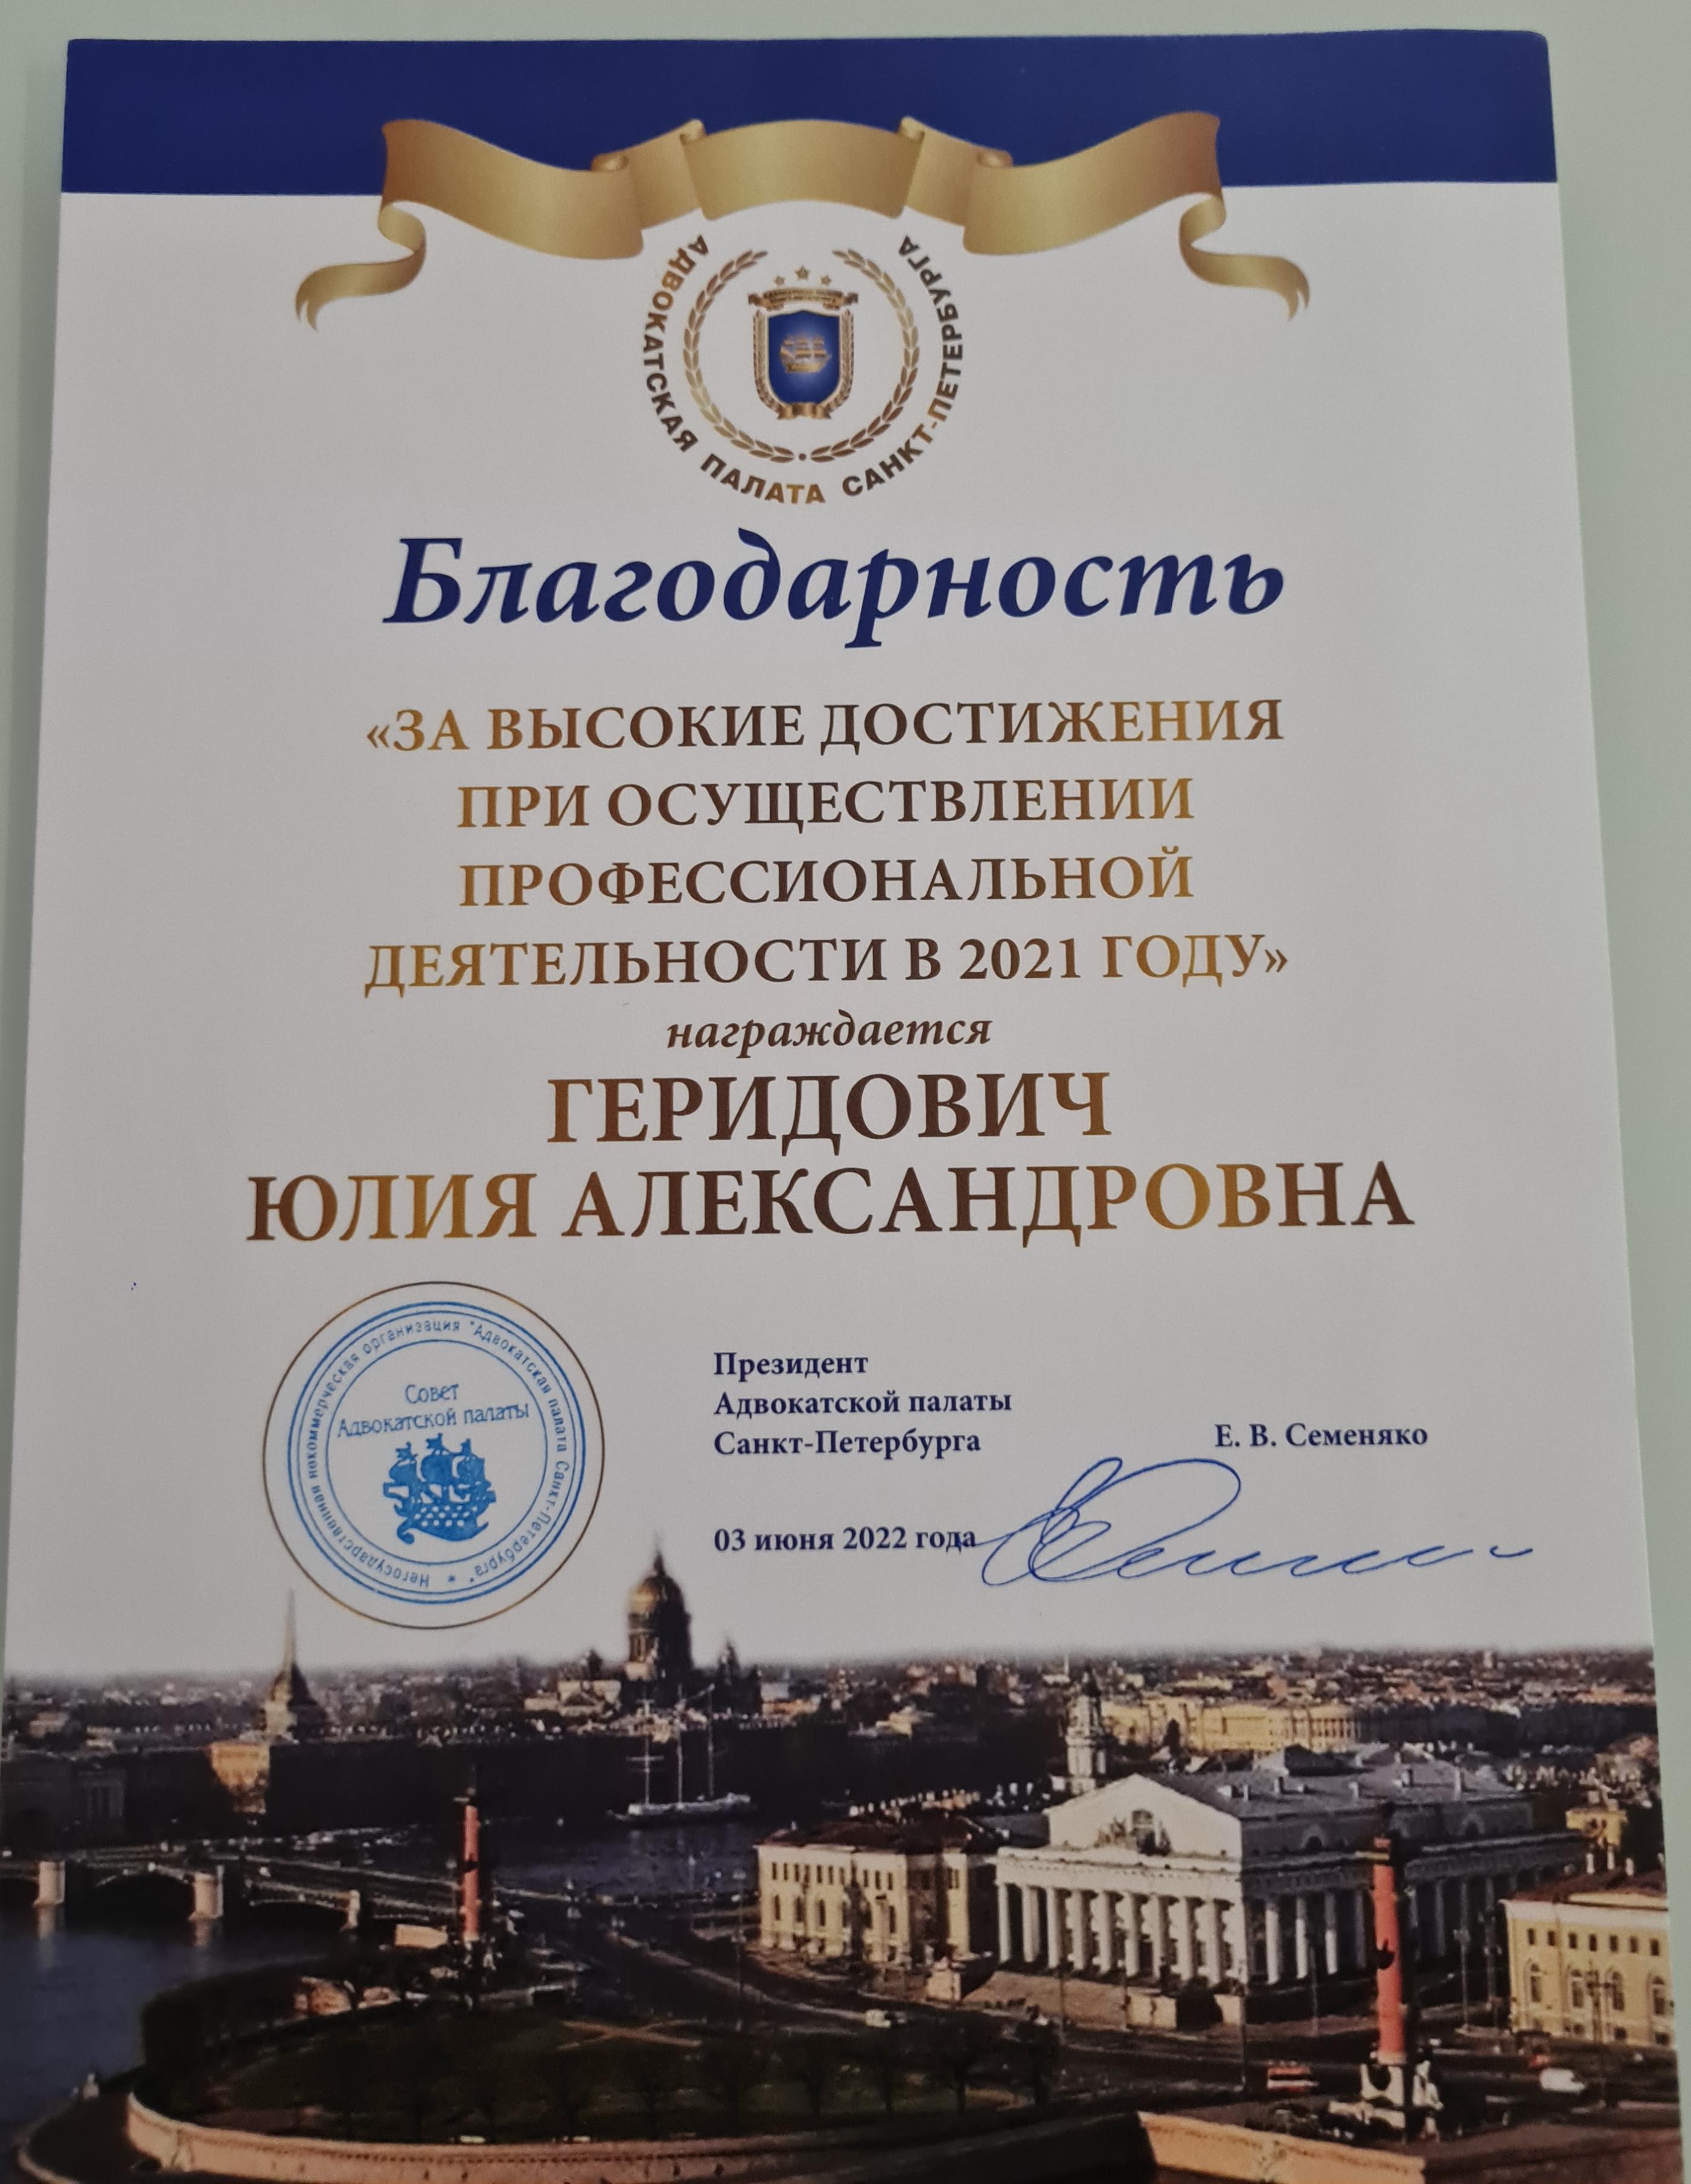 АДВОКАТСКАЯ ПАЛАТА САНКТ-ПЕТЕРБУРГА
Благодарность
«ЗА ВЫСОКИЕ ДОСТИЖЕНИЯ
ПРИ ОСУЩЕСТВЛЕНИИ
ПРОФЕССИОНАЛЬНОЙ
ДЕЯТЕЛЬНОСТИ В 2021 ГОДУ»
награждается
ГЕРИДОВИЧ
ЮЛИЯ АЛЕКСАНДРОВНА
Негосударственная некоммерческая организация "Адвокатская палата Санкт-Петербурга" *
Совет
Адвокатской палаты
Президент
Адвокатской палаты
Санкт-Петербурга
Е. В. Семеняко
03 июня 2022 года